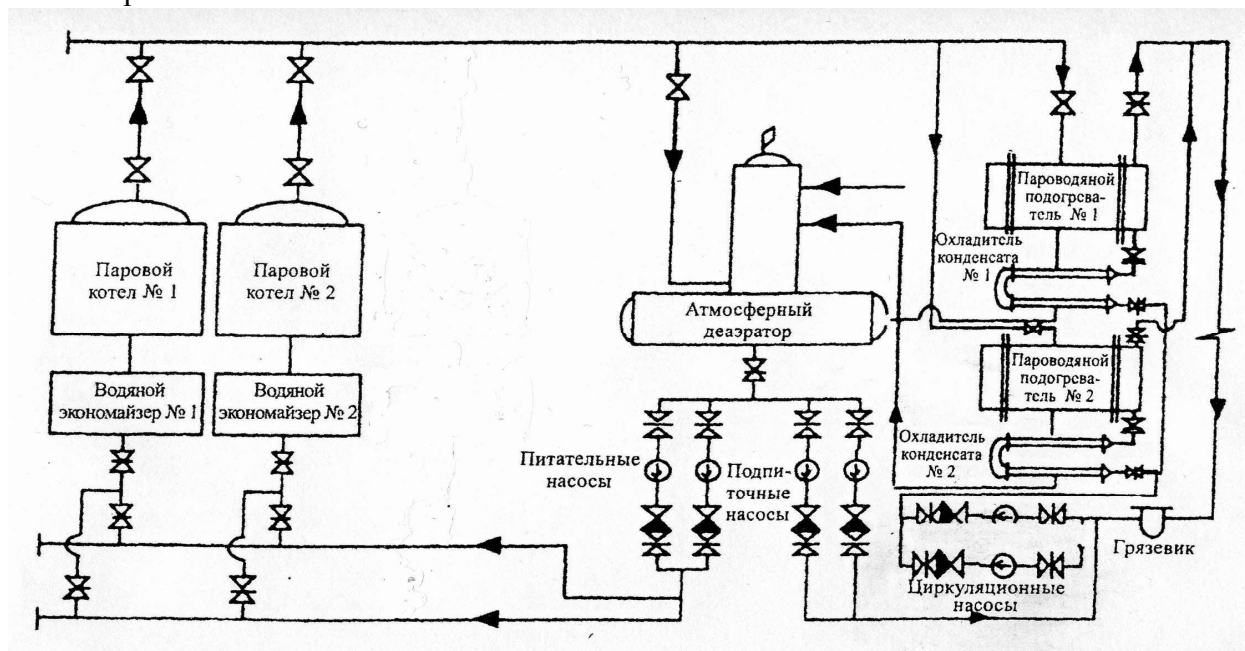 Пароводяной
подогрева-
тель № 1
Охладитель
конденсата
№ 1
Паровой
котел № 1
Паровой
котел № 2
Атмосферный
деаэратор
Пароводяной
подогрева-
тель № 2
Водяной
экономайзер № 1
Водяной
экономайзер № 2
Охладитель
конденсата
№ 2
Питательные
насосы
Подпи-
точные
насосы
Грязевик
Циркуляционные
насосы